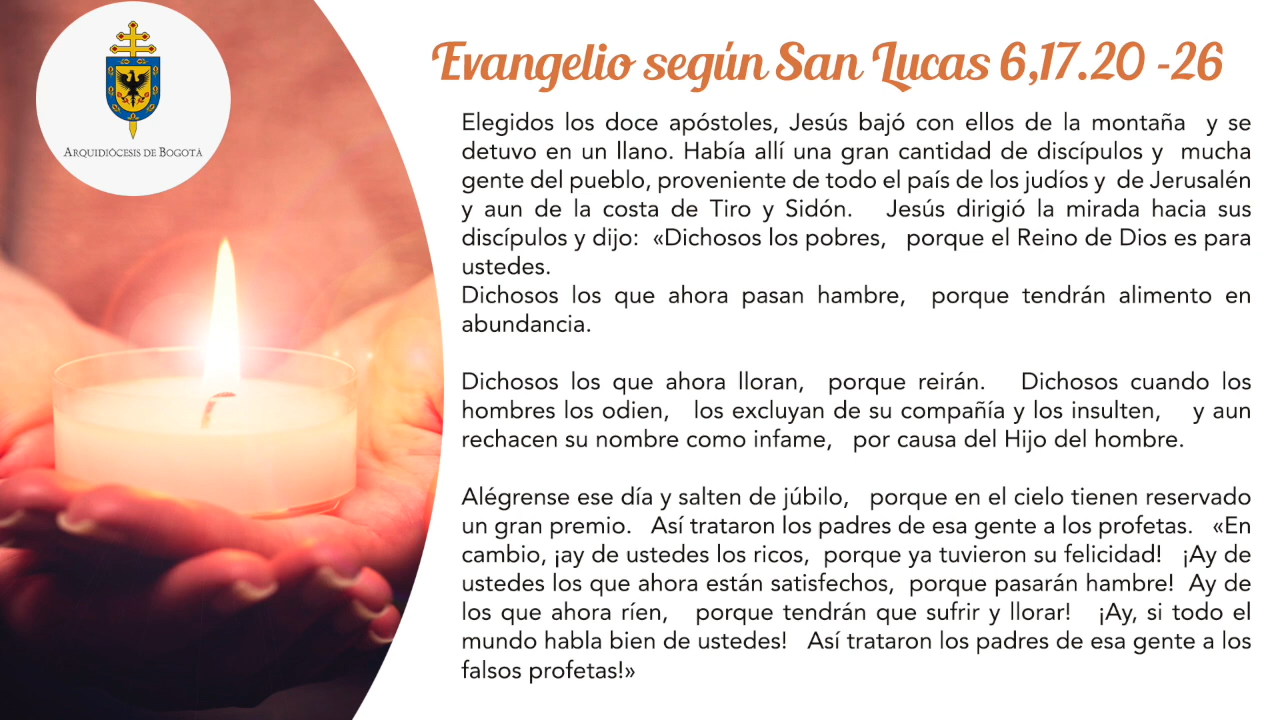 ARQUIDIÓCESIS DE BOGOTÁ
Evangelio según San Lucas 6,17.20 -26
Elegidos los doce apóstoles, Jesús bajó con ellos de la montaña y se
detuvo en un llano. Había allí una gran cantidad de discípulos y mucha
gente del pueblo, proveniente de todo el país de los judíos y de Jerusalén
y aun de la costa de Tiro y Sidón. Jesús dirigió la mirada hacia sus
discípulos y dijo: «Dichosos los pobres, porque el Reino de Dios es para
ustedes.
Dichosos los que ahora pasan hambre, porque tendrán alimento en
abundancia.
Dichosos los que ahora lloran, porque reirán. Dichosos cuando los
hombres los odien, los excluyan de su compañía y los insulten, y aun
rechacen su nombre como infame, por causa del Hijo del hombre.
Alégrense ese día y salten de júbilo, porque en el cielo tienen reservado
un gran premio. Así trataron los padres de esa gente a los profetas. «En
cambio, ¡ay de ustedes los ricos, porque ya tuvieron su felicidad! ¡Ay de
ustedes los que ahora están satisfechos, porque pasarán hambre! Ay de
los que ahora ríen, porque tendrán que sufrir y llorar! ¡Ay, si todo el
mundo habla bien de ustedes! Así trataron los padres de esa gente a los
falsos profetas!»